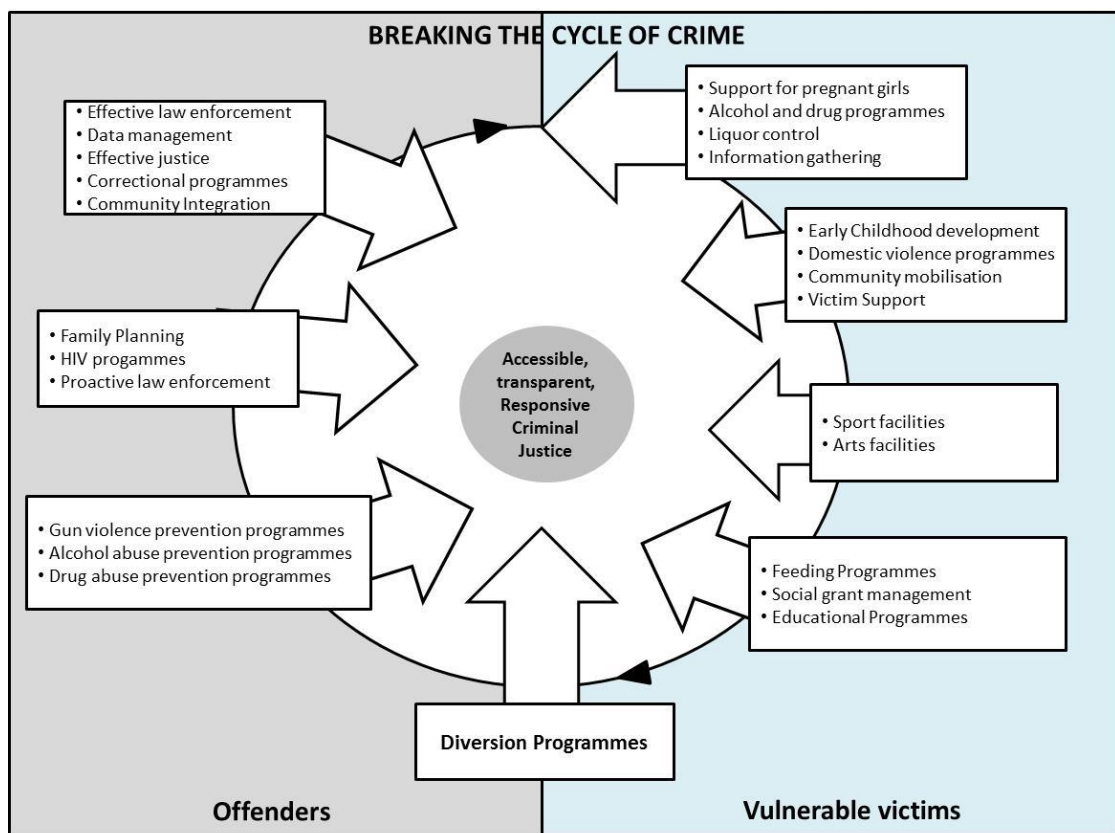 BREAKING THE CYCLE OF CRIME
• Effective law enforcement
• Data management
• Effective justice
• Correctional programmes
• Community Integration
• Support for pregnant girls
• Alcohol and drug programmes
• Liquor control
• Information gathering
• Early Childhood development
• Domestic violence programmes
• Community mobilisation
• Victim Support
• Family Planning
• HIV progammes
• Proactive law enforcement
Accessible,
transparent,
Responsive
Criminal
Justice
• Sport facilities
• Arts facilities
• Gun violence prevention programmes
• Alcohol abuse prevention programmes
• Drug abuse prevention programmes
• Feeding Programmes
• Social grant management
• Educational Programmes
Diversion Programmes
Offenders
Vulnerable victims